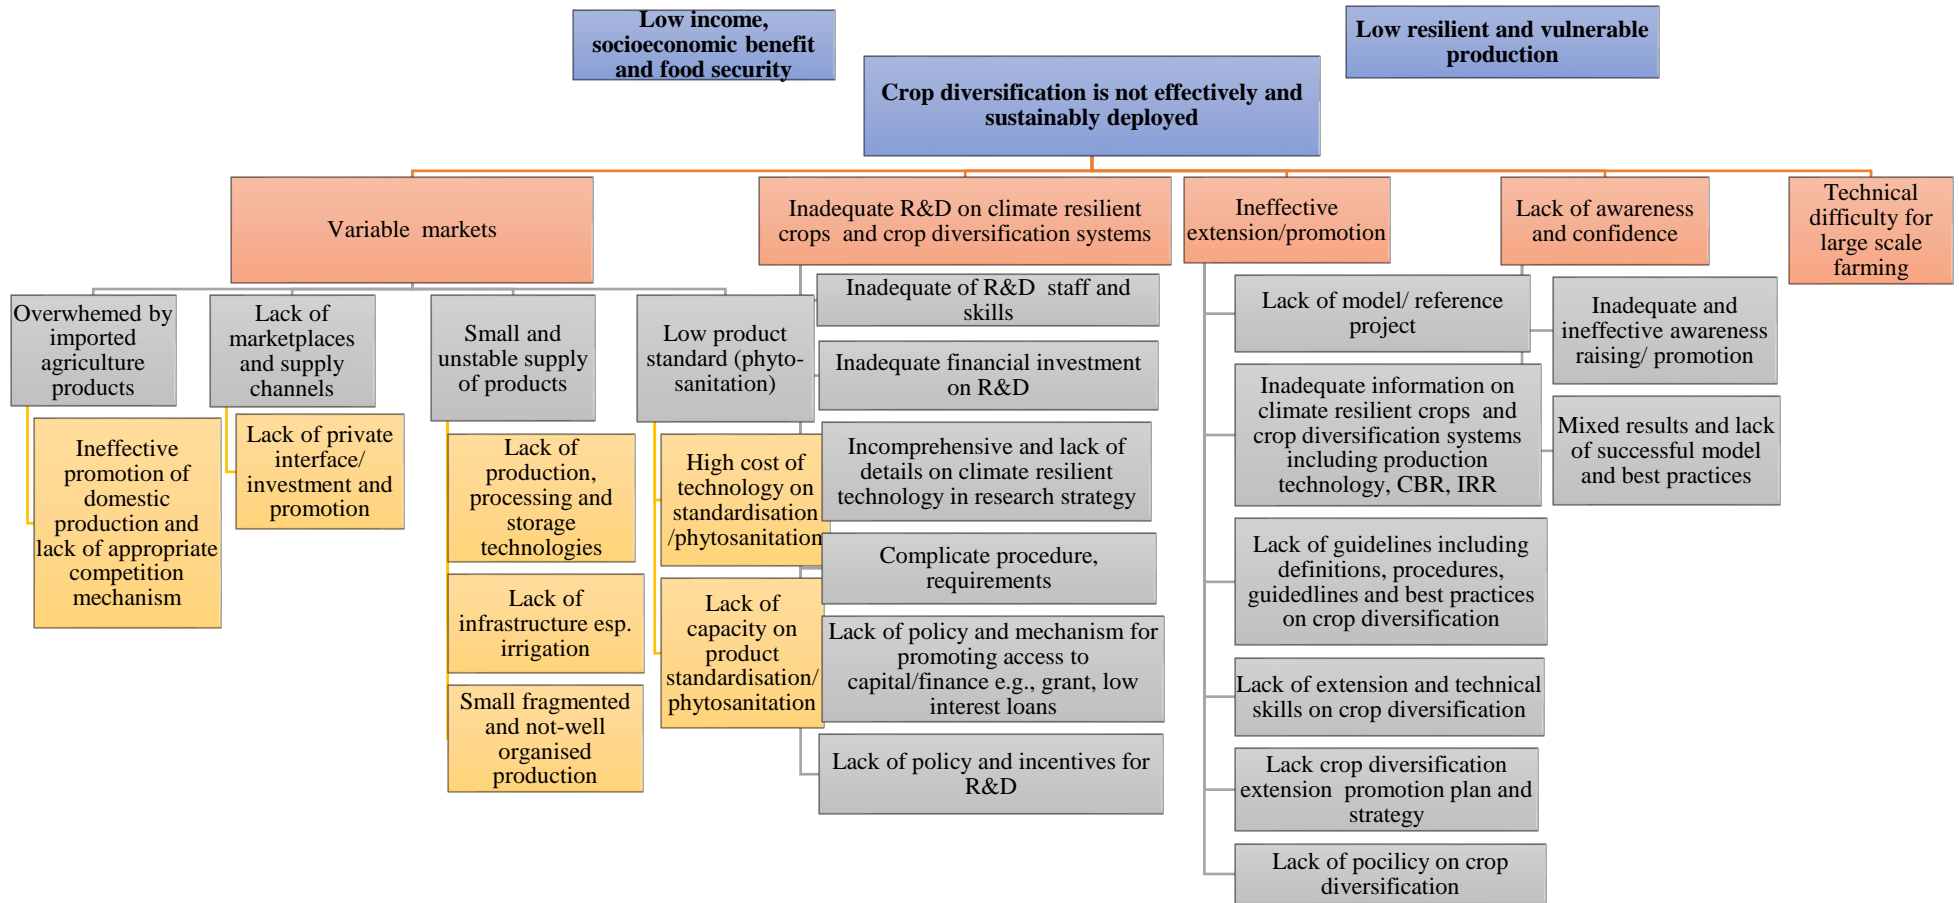 Low income,
socioeconomic benefit
and food security
Low resilient and vulnerable
production
Crop diversification is not effectively and
sustainably deployed
Variable markets
Inadequate R&D on climate resilient
crops and crop diversification systems
Ineffective
extension/promotion
Lack of awareness
and confidence
Technical
difficulty for
large scale
farming
Overwhemed by
imported
agriculture
products
Ineffective
promotion of
domestic
production and
lack of appropriate
competition
mechanism
Lack of
marketplaces
and supply
channels
Lack of private
interface/
investment and
promotion
Small and
unstable supply
of products
Lack of
production,
processing and
storage
technologies
Lack of
infrastructure esp.
irrigation
Small fragmented
and not-well
organised
production
Low product
standard (phyto-
sanitation)
High cost of
technology on
standardisation
/phytosanitation
Lack of
capacity on
product
standardisation/
phytosanitation
Inadequate of R&D staff and
skills
Inadequate financial investment
on R&D
Incomprehensive and lack of
details on climate resilient
technology in research strategy
Complicate procedure,
requirements
Lack of policy and mechanism for
promoting access to
capital/finance e.g., grant, low
interest loans
Lack of policy and incentives for
R&D
Lack of model/ reference
project
Inadequate information on
climate resilient crops and
crop diversification systems
including production
technology, CBR, IRR
Lack of guidelines including
definitions, procedures,
guidedlines and best practices
on crop diversification
Lack of extension and technical
skills on crop diversification
Lack crop diversification
extension promotion plan and
strategy
Lack of pocilicy on crop
diversification
Inadequate and
ineffective awareness
raising/ promotion
Mixed results and lack
of successful model
and best practices